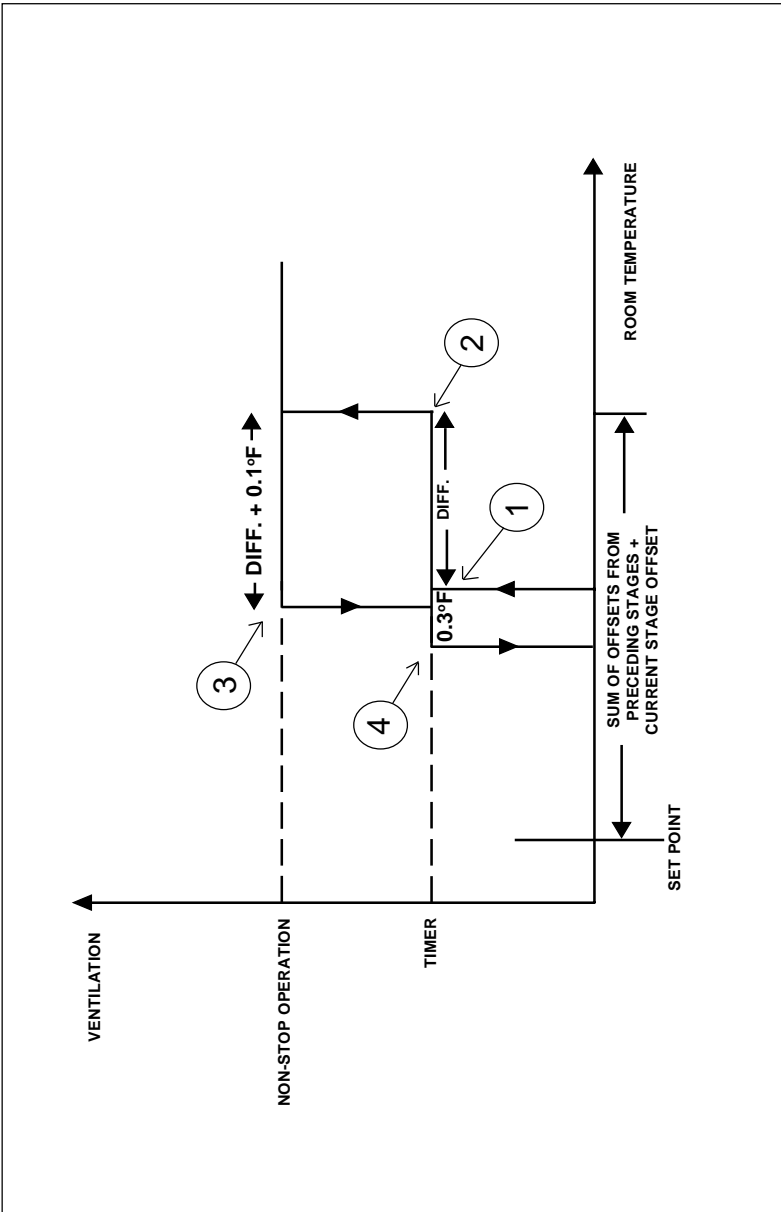 VENTILATION
NON-STOP OPERATION
TIMER
DIFF. + 0.1°F
3
2
DIFF.
1
0.3°F
4
SET POINT
SUM OF OFFSETS FROM
PRECEDING STAGES +
CURRENT STAGE OFFSET
ROOM TEMPERATURE